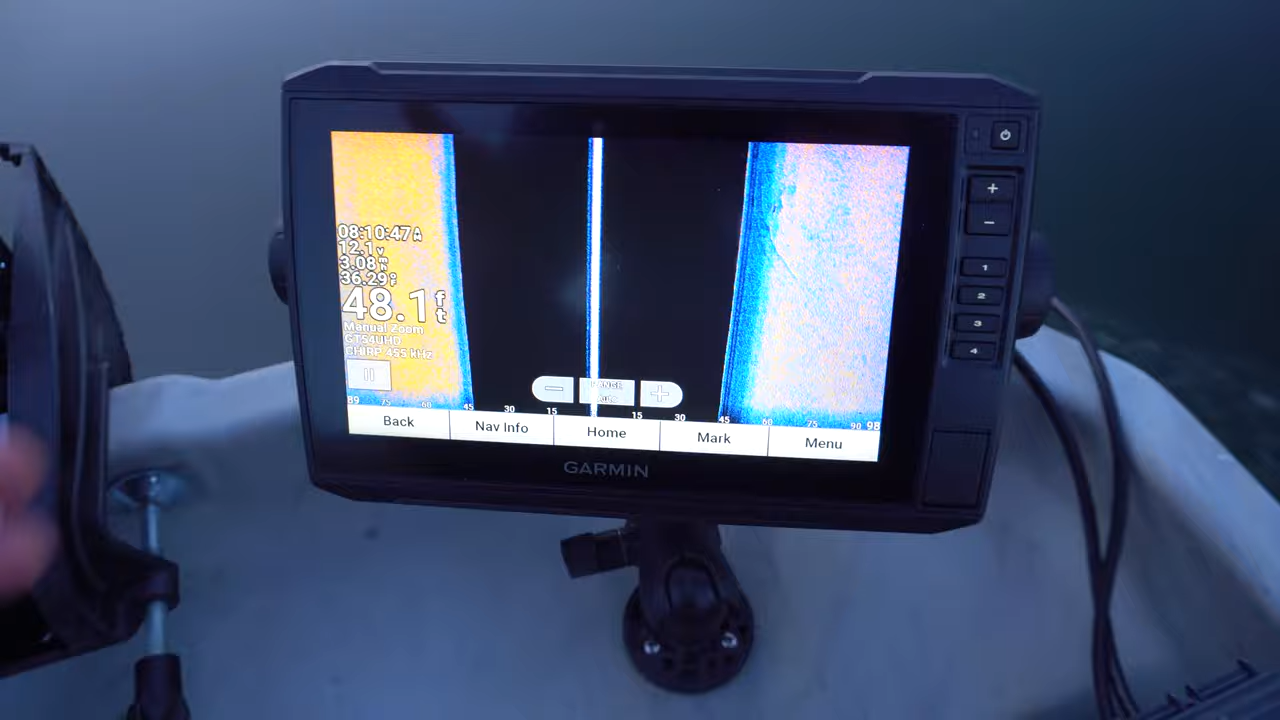 08:10:47A
12.1v
3.08mh
36.29°F
48.1ft
Manual Zoom
GT54UHD
CHIRP 455 kHz
RANGE
Auto
89 75 60 45 30 15 15 30 45 60 75 90 98
Back Nav Info Home Mark Menu
GARMIN
1
2
3
4